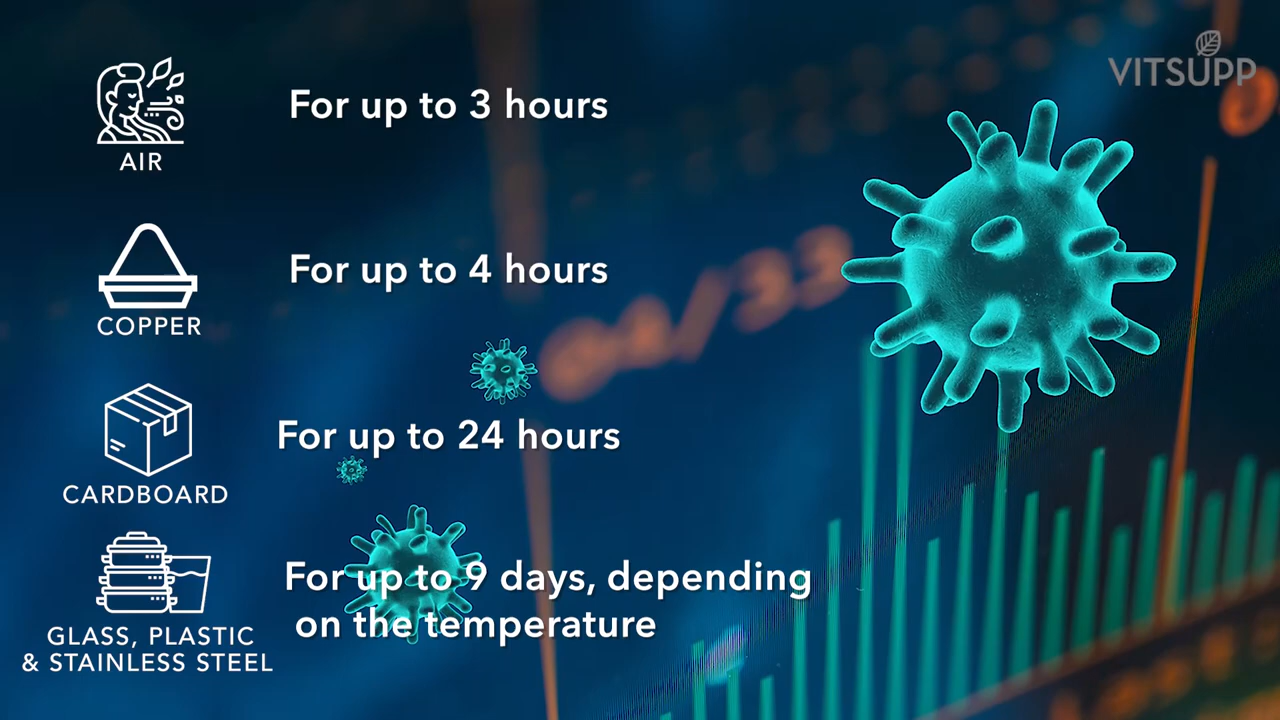 VITSUPP
For up to 3 hours
AIR
For up to 4 hours
COPPER
For up to 24 hours
CARDBOARD
For up to 9 days, depending
on the temperature
GLASS, PLASTIC
& STAINLESS STEEL